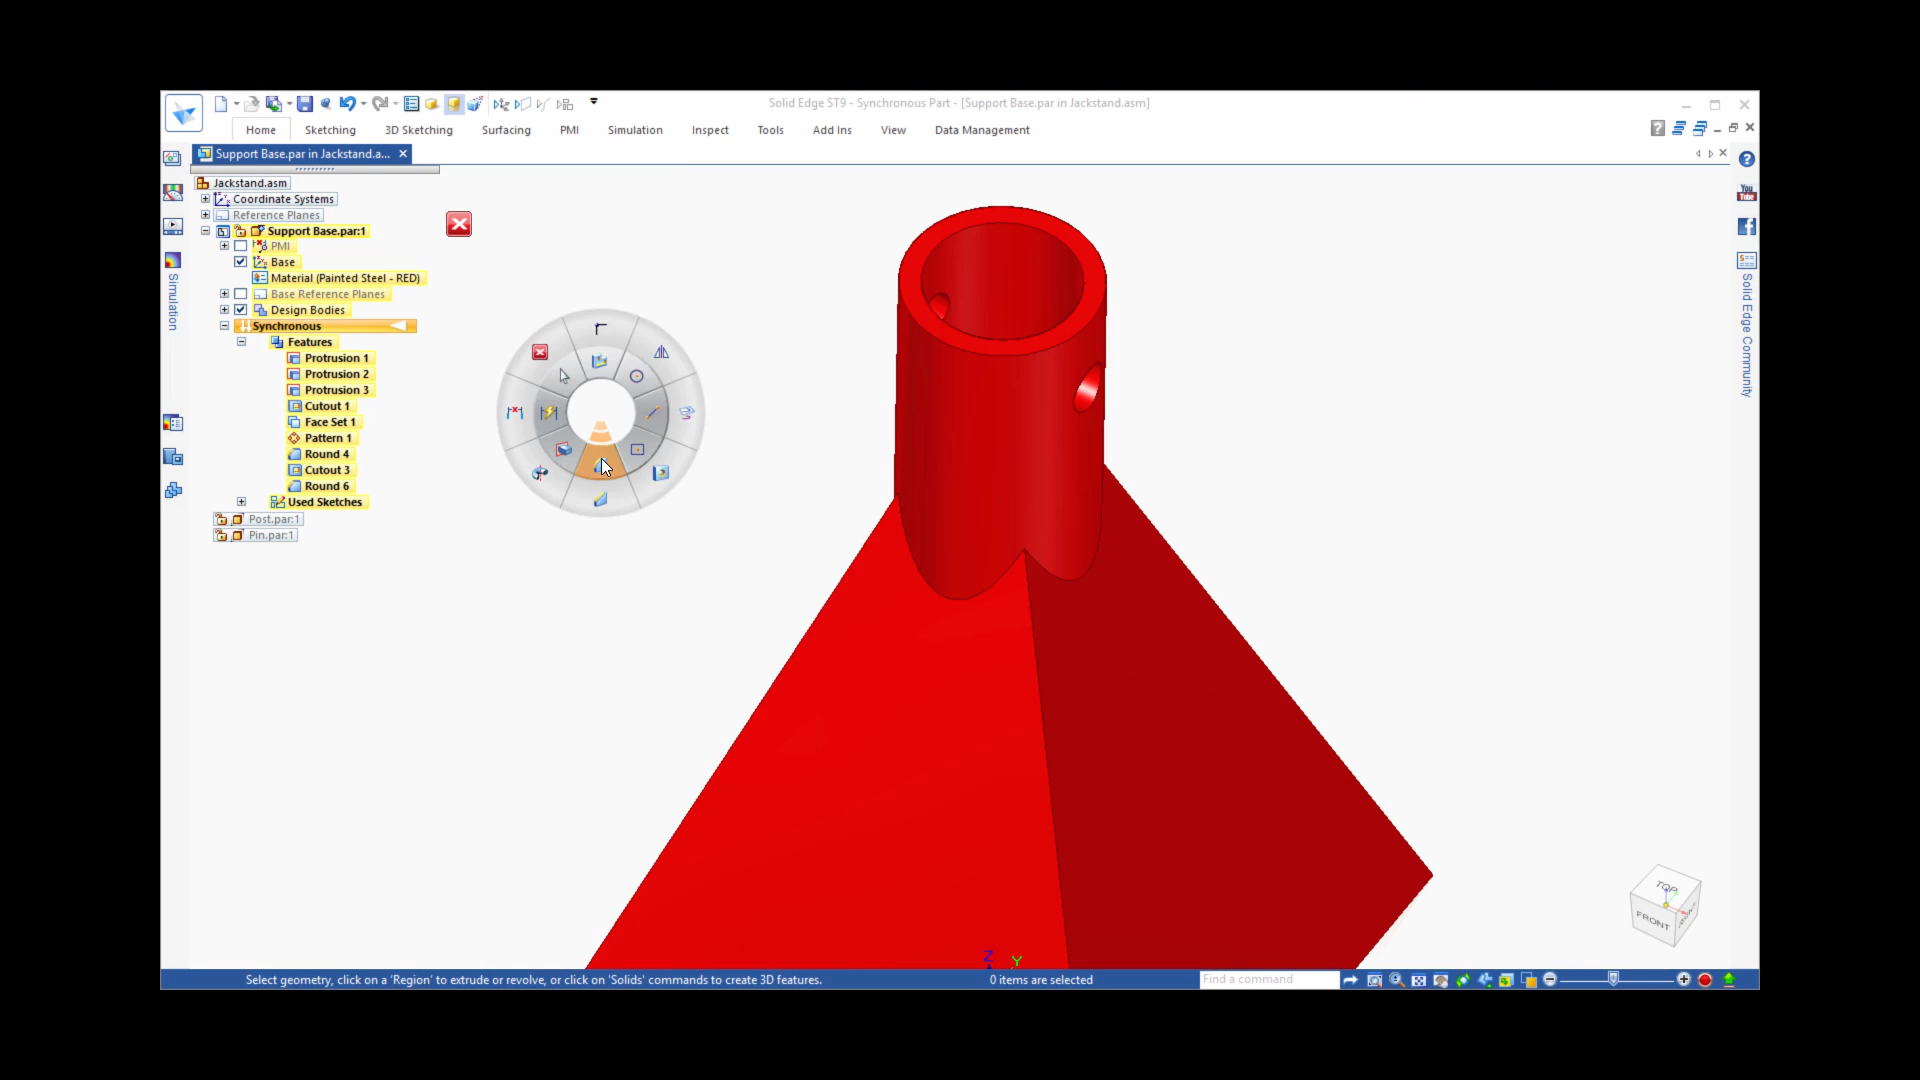 Solid Edge ST9 - Synchronous Part - [Support Base.par in Jackstand.asm]
Home Sketching 3D Sketching Surfacing PMI Simulation Inspect Tools Add Ins View Data Management
Support Base.par in Jackstand.a...
Jackstand.asm
Coordinate Systems
Reference Planes
Support Base.par:1
PMI
Base
Material (Painted Steel - RED)
Base Reference Planes
Design Bodies
Synchronous
Features
Protrusion 1
Protrusion 2
Protrusion 3
Cutout 1
Face Set 1
Pattern 1
Round 4
Cutout 3
Round 6
Used Sketches
Post.par:1
Pin.par:1
Simulation
You
Tube
Solid Edge Community
TOP
FRONT
Z
Y
Select geometry, click on a 'Region' to extrude or revolve, or click on 'Solids' commands to create 3D features.
0 items are selected
Find a command